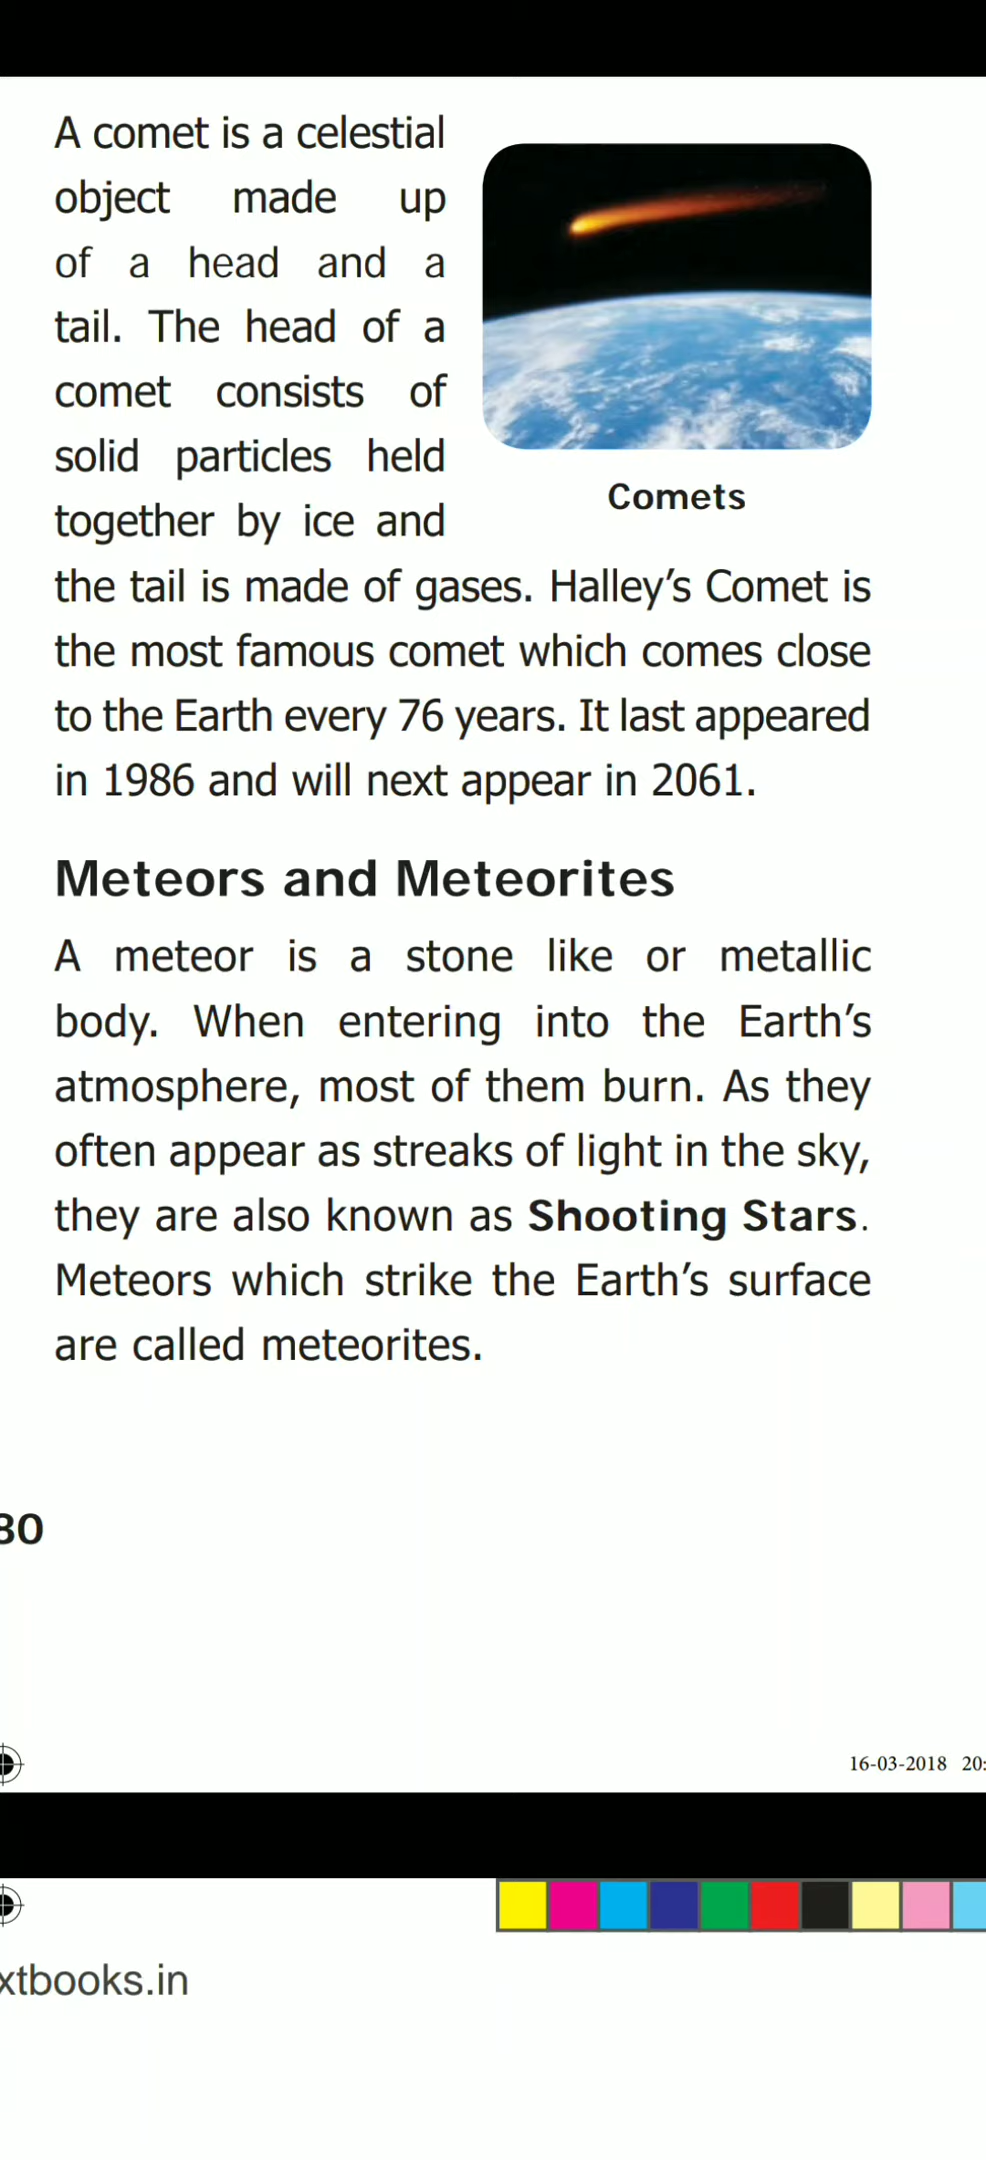 A comet is a celestial
object made up
of a head and a
tail. The head of a
comet consists of
solid particles held
together by ice and
Comets
the tail is made of gases. Halley’s Comet is
the most famous comet which comes close
to the Earth every 76 years. It last appeared
in 1986 and will next appear in 2061.
Meteors and Meteorites
A meteor is a stone like or metallic
body. When entering into the Earth’s
atmosphere, most of them burn. As they
often appear as streaks of light in the sky,
they are also known as Shooting Stars.
Meteors which strike the Earth’s surface
are called meteorites.
80
16-03-2018 20:
xtbooks.in